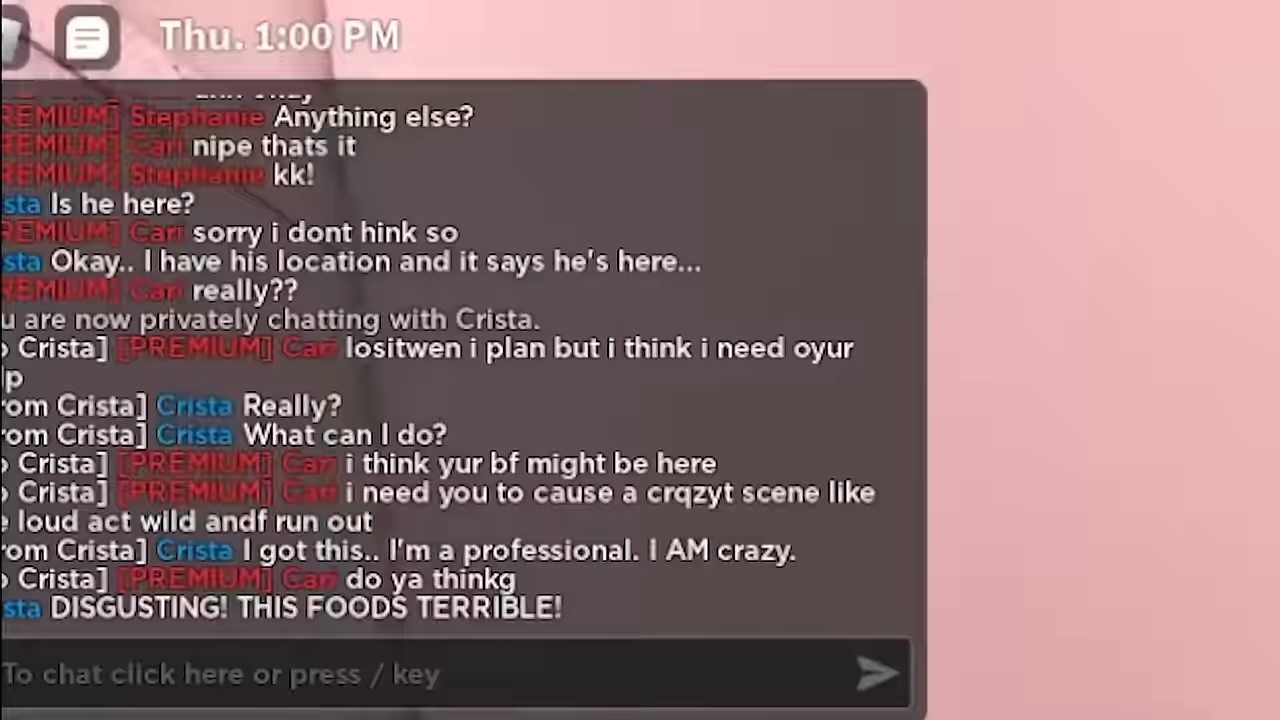 Thu. 1:00 PM
REMIUM] Stephanie Anything else?
REMIUM] Cari nipe thats it
REMIUM] Stephanie kk!
sta Is he here?
REMIUM] Cari sorry i dont hink so
sta Okay.. I have his location and it says he's here...
REMIUM] Cari really??
u are now privately chatting with Crista.
o Crista] [PREMIUM] Cari lositwen i plan but i think i need oyur
lp
rom Crista] Crista Really?
rom Crista] Crista What can I do?
o Crista] [PREMIUM] Cari i think yur bf might be here
o Crista] [PREMIUM] Cari i need you to cause a crqzyt scene like
e loud act wild andf run out
rom Crista] Crista I got this.. I'm a professional. I AM crazy.
o Crista] [PREMIUM] Cari do ya thinkg
sta DISGUSTING! THIS FOODS TERRIBLE!
To chat click here or press / key